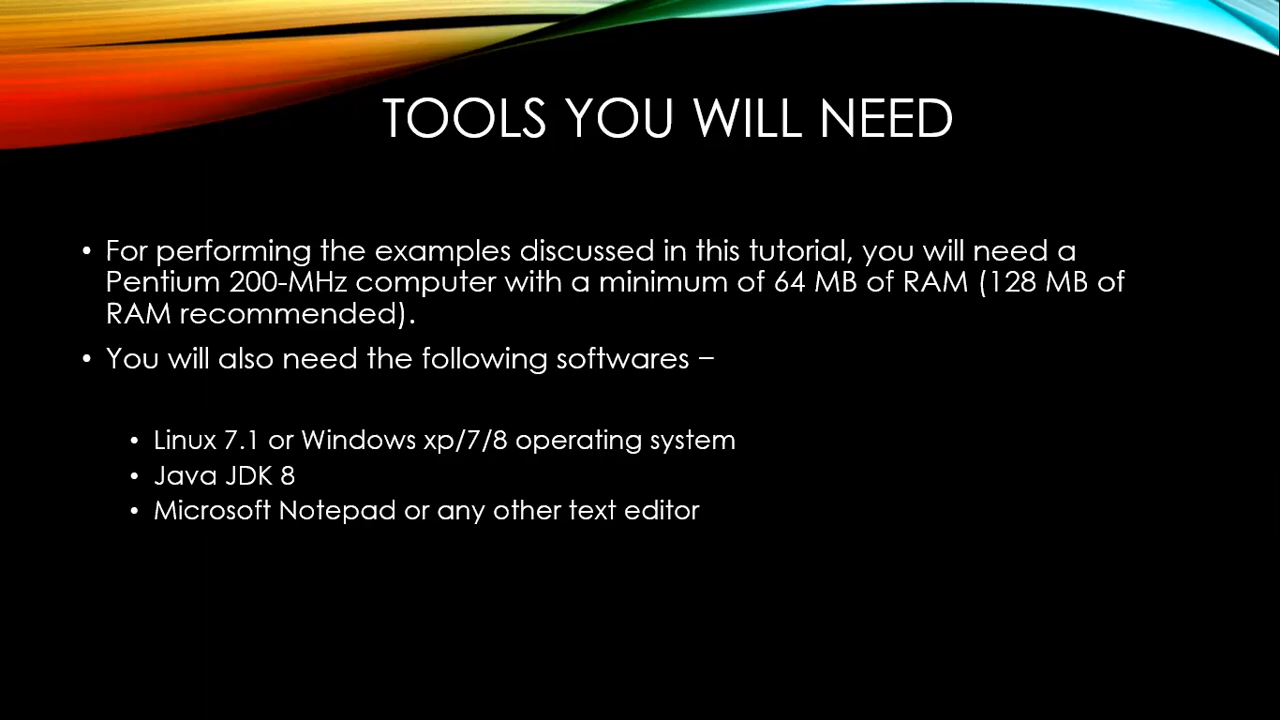 TOOLS YOU WILL NEED
• For performing the examples discussed in this tutorial, you will need a
Pentium 200-MHz computer with a minimum of 64 MB of RAM (128 MB of
RAM recommended).
• You will also need the following softwares −
• Linux 7.1 or Windows xp/7/8 operating system
• Java JDK 8
• Microsoft Notepad or any other text editor